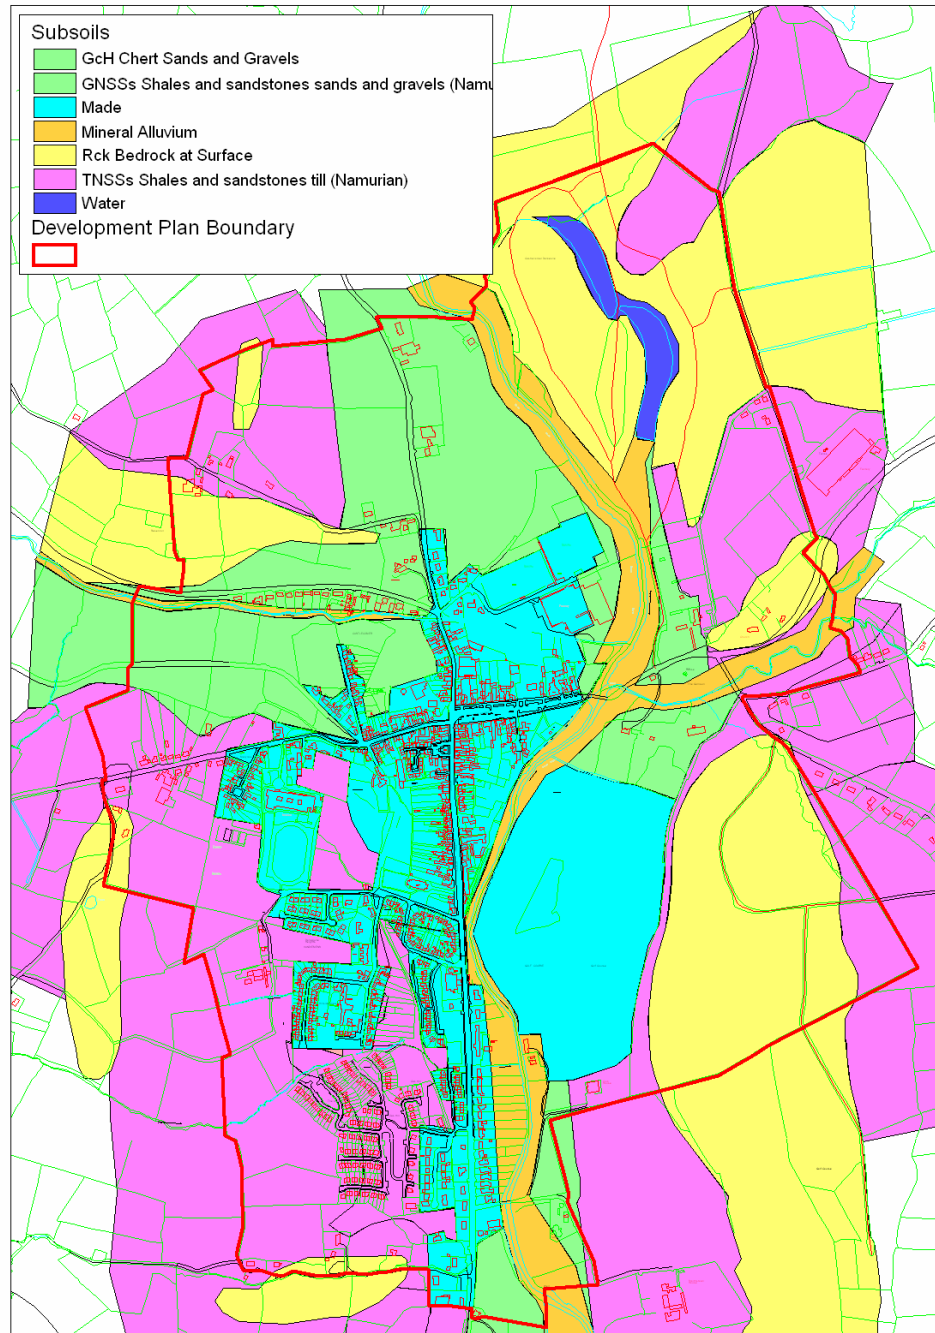 Subsoils
GcH Chert Sands and Gravels
GNSSs Shales and sandstones sands and gravels (Namu
Made
Mineral Alluvium
Rck Bedrock at Surface
TNSSs Shales and sandstones till (Namurian)
Water
Development Plan Boundary